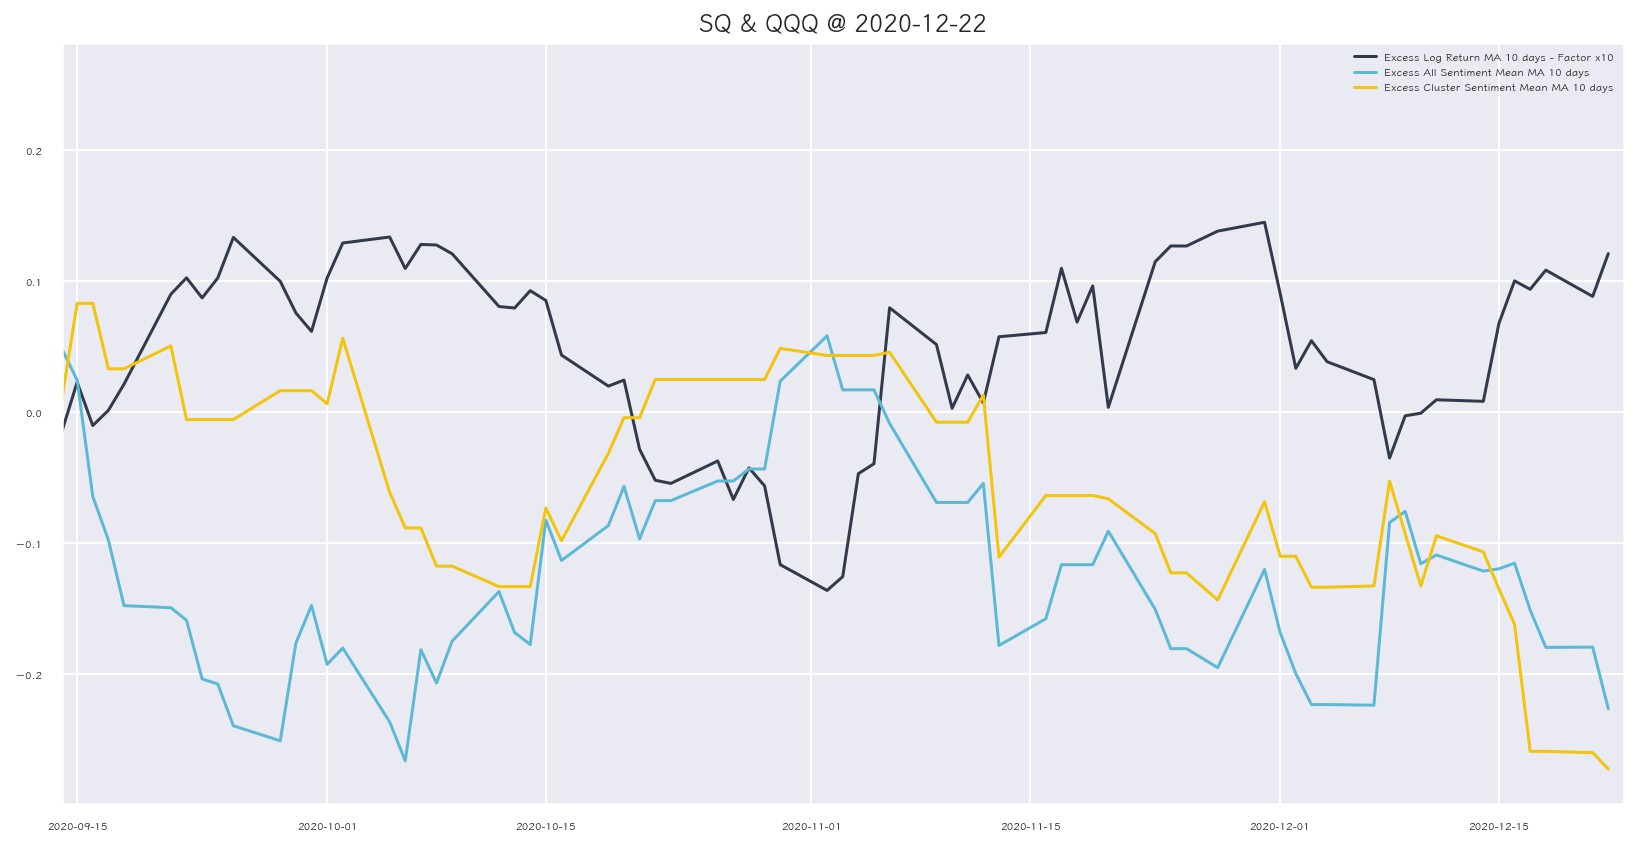 SQ & QQQ @ 2020-12-22
Excess Log Return MA 10 days - Factor x10
Excess All Sentiment Mean MA 10 days
Excess Cluster Sentiment Mean MA 10 days
0.2
0.1
0.0
−0.1
−0.2
2020-09-15 2020-10-01 2020-10-15 2020-11-01 2020-11-15 2020-12-01 2020-12-15